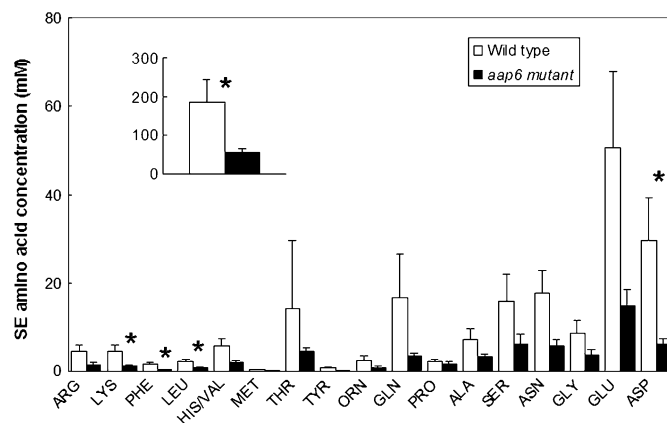 80
60
40
20
0
SE amino acid concentration (mM)
300
200
100
0
*
Wild type
aap6 mutant
*
*
*
*
ARG
LYS
PHE
LEU
HIS/VAL
MET
THR
TYR
ORN
GLN
PRO
ALA
SER
ASN
GLY
GLU
ASP